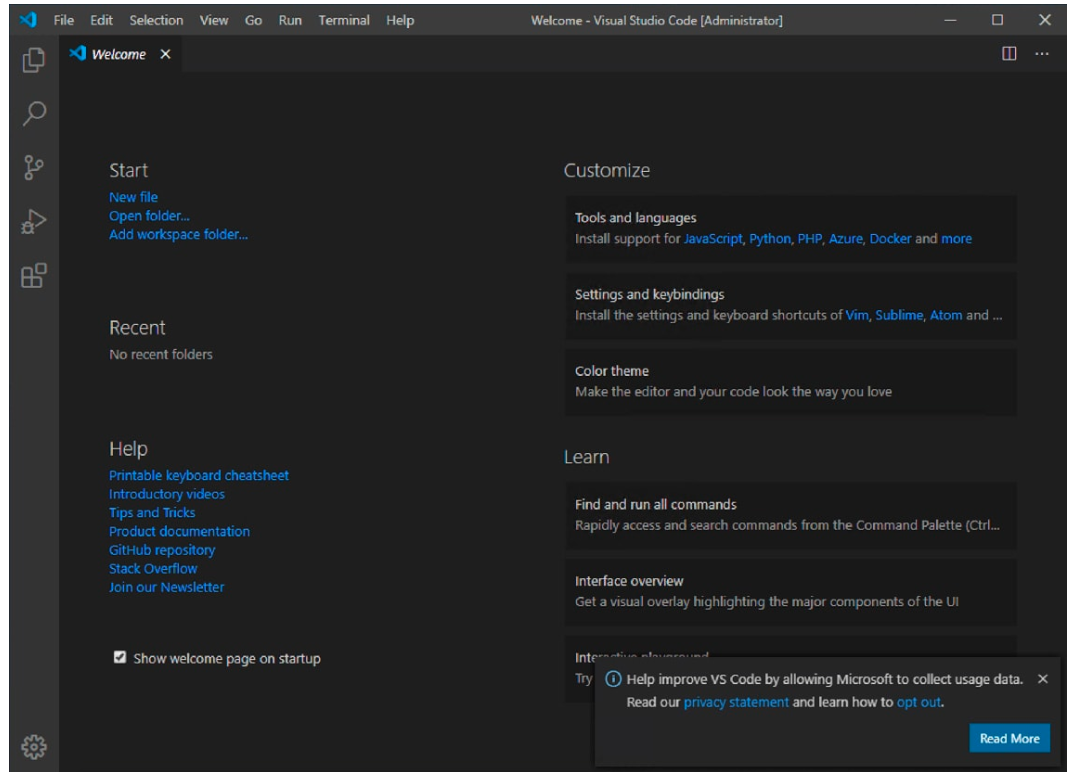 File Edit Selection View Go Run Terminal Help Welcome - Visual Studio Code [Administrator]
Welcome
Start
New file
Open folder...
Add workspace folder...
Recent
No recent folders
Help
Printable keyboard cheatsheet
Introductory videos
Tips and Tricks
Product documentation
GitHub repository
Stack Overflow
Join our Newsletter
Show welcome page on startup
Customize
Tools and languages
Install support for JavaScript, Python, PHP, Azure, Docker and more
Settings and keybindings
Install the settings and keyboard shortcuts of Vim, Sublime, Atom and ...
Color theme
Make the editor and your code look the way you love
Learn
Find and run all commands
Rapidly access and search commands from the Command Palette (Ctrl...
Interface overview
Get a visual overlay highlighting the major components of the UI
Interactive playground
Try
Help improve VS Code by allowing Microsoft to collect usage data.
Read our privacy statement and learn how to opt out.
Read More